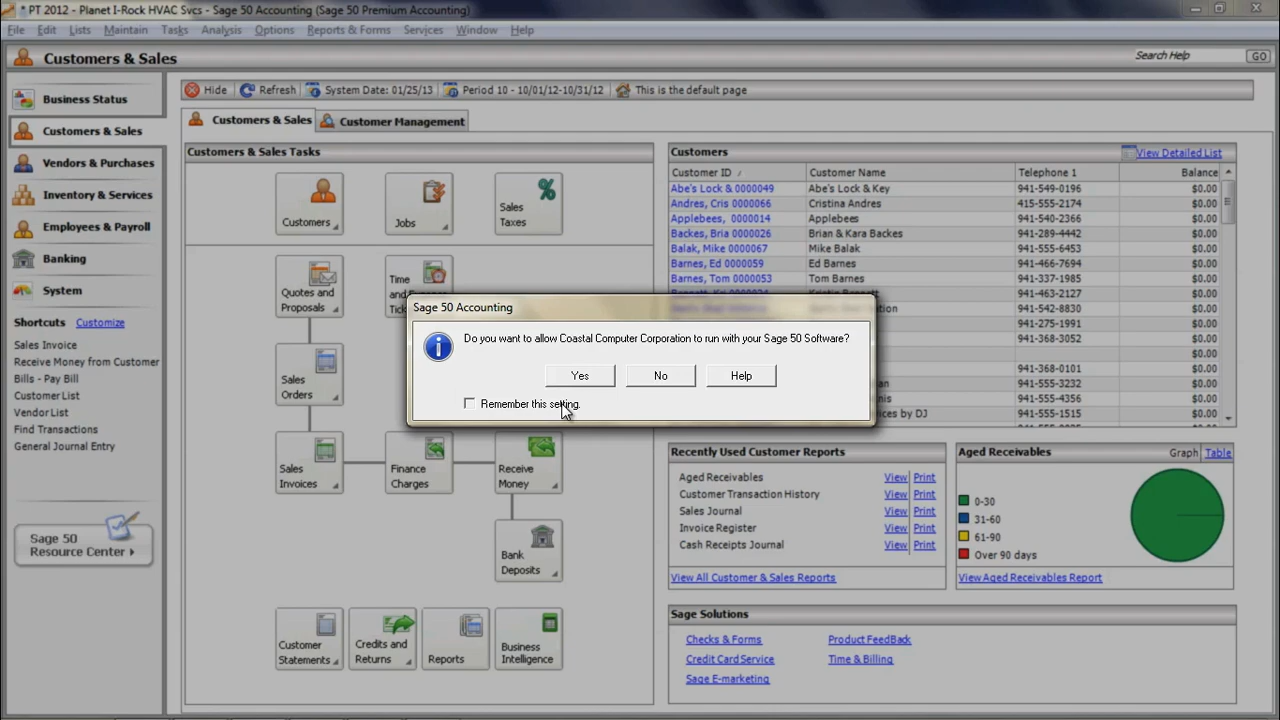 * PT 2012 - Planet I-Rock HVAC Svcs - Sage 50 Accounting (Sage 50 Premium Accounting)
File Edit Lists Maintain Tasks Analysis Options Reports & Forms Services Window Help
Customers & Sales
Search Help GO
Hide Refresh System Date: 01/25/13 Period 10 - 10/01/12-10/31/12 This is the default page
Business Status
Customers & Sales
Vendors & Purchases
Inventory & Services
Employees & Payroll
Banking
System
Shortcuts Customize
Sales Invoice
Receive Money from Customer
Bills - Pay Bill
Customer List
Vendor List
Find Transactions
General Journal Entry
Sage 50
Resource Center
Customers & Sales Customer Management
Customers & Sales Tasks
Customers
Jobs
Sales
Taxes
Quotes and
Proposals
Time
Sales
Orders
Sales
Invoices
Finance
Charges
Receive
Money
Bank
Deposits
Customer
Statements
Credits and
Returns
Reports
Business
Intelligence
Sage 50 Accounting
Do you want to allow Coastal Computer Corporation to run with your Sage 50 Software?
Yes No Help
Remember this setting.
Customers View Detailed List
Customer ID / Customer Name Telephone 1 Balance
Abe's Lock & 0000049 Abe's Lock & Key 941-549-0196 $0.00
Andres, Cris 0000066 Cristina Andres 415-555-2174 $0.00
Applebees, 0000014 Applebees 941-540-2366 $0.00
Backes, Bria 0000026 Brian & Kara Backes 941-289-4442 $0.00
Balak, Mike 0000067 Mike Balak 941-555-6453 $0.00
Barnes, Ed 0000059 Ed Barnes 941-466-7694 $0.00
Barnes, Tom 0000053 Tom Barnes 941-337-1985 $0.00
941-463-2127 $0.00
941-542-8830 $0.00
941-275-1991 $0.00
941-368-3052 $0.00
$0.00
941-368-0101 $0.00
941-555-3232 $0.00
941-555-4356 $0.00
by DJ 941-555-1515 $0.00
Recently Used Customer Reports
Aged Receivables View Print
Customer Transaction History View Print
Sales Journal View Print
Invoice Register View Print
Cash Receipts Journal View Print
View All Customer & Sales Reports
Aged Receivables Graph Table
0-30
31-60
61-90
Over 90 days
View Aged Receivables Report
Sage Solutions
Checks & Forms Product FeedBack
Credit Card Service Time & Billing
Sage E-marketing